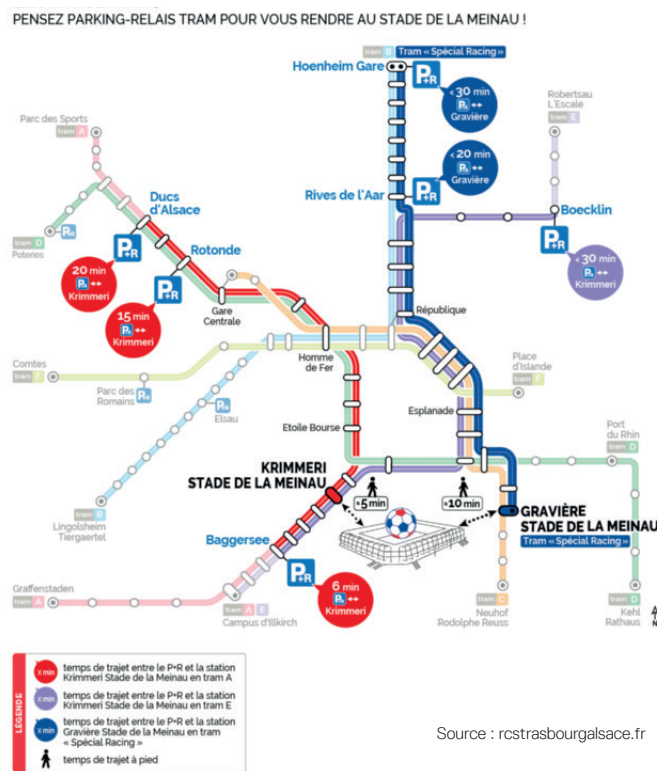 PENSEZ PARKING-RELAIS TRAM POUR VOUS RENDRE AU STADE DE LA MEINAU !
tram B Tram « Spécial Racing »
Hoenheim Gare
P+R
< 30 min
Gravière
Robertsau
L'Escale
tram E
Parc des Sports
tram A
< 20 min
Gravière
Ducs
d'Alsace
Rives de l'Aar
P+R
Boecklin
P+R
tram D
Poteries
P+R
Rotonde
P+R
20 min
Krimmeri
< 30 min
Krimmeri
15 min
Krimmeri
Gare
Centrale
République
Comtes
tram F
Homme
de Fer
Place
d'Islande
tram F
Parc des
Romains
Elsau
Esplanade
Etoile Bourse
Port
du Rhin
tram D
KRIMMERI
STADE DE LA MEINAU
≈5 min
≈10 min
tram B
Lingolsheim
Tiergaertel
GRAVIÈRE
STADE DE LA MEINAU
Tram « Spécial Racing »
Baggersee
P+R
Graffenstaden
tram A
6 min
Krimmeri
tram A E
Campus d'Illkirch
tram C
Neuhof
Rodolphe Reuss
tram D
Kehl
Rathaus
N
LÉGENDE
x min
temps de trajet entre le P+R et la station
Krimmeri Stade de la Meinau en tram A
x min
temps de trajet entre le P+R et la station
Krimmeri Stade de la Meinau en tram E
x min
temps de trajet entre le P+R et la station
Gravière Stade de la Meinau en tram
« Spécial Racing »
temps de trajet à pied
Source : rcstrasbourgalsace.fr